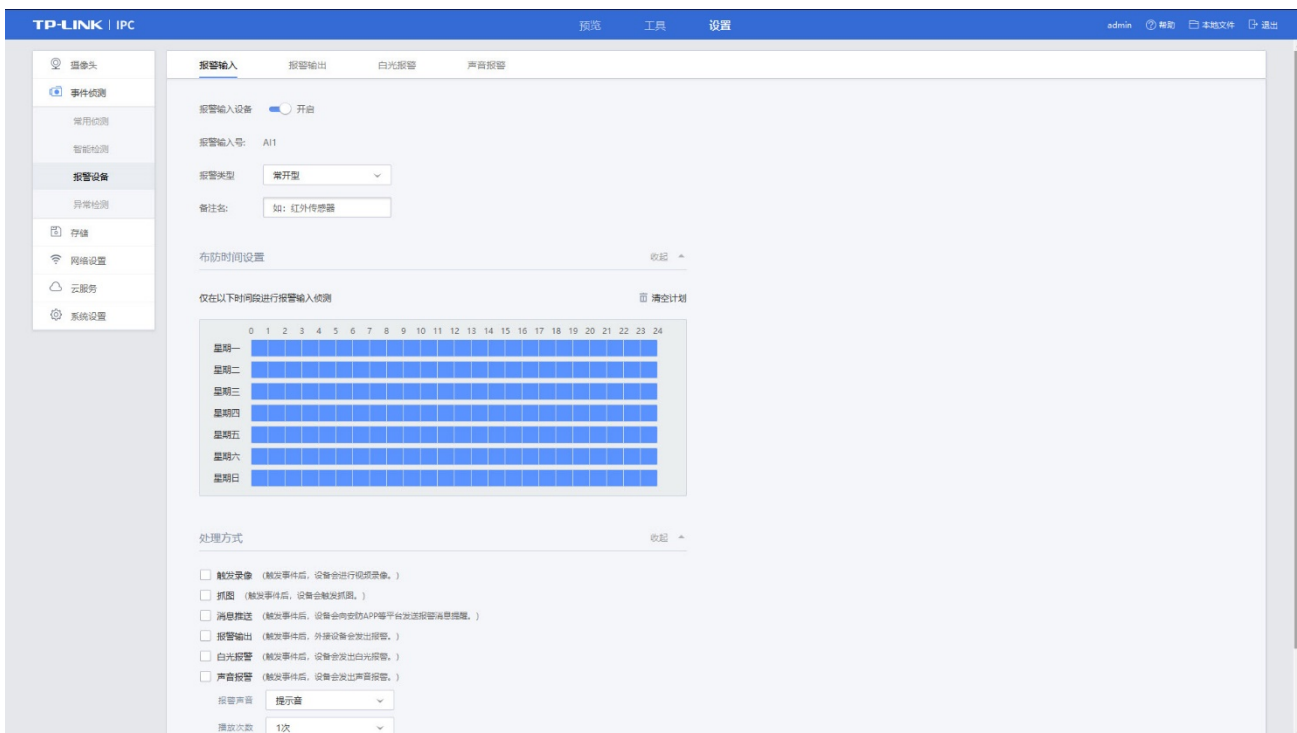 TP-LINK | IPC
预览 工具 设置
admin 帮助 本地文件 退出
摄像头
事件侦测
常用侦测
智能检测
报警设备
异常检测
存储
网络设置
云服务
系统设置
报警输入 报警输出 白光报警 声音报警
报警输入设备 开启
报警输入号: AI1
报警类型 常开型
备注名: 如：红外传感器
布防时间设置 收起
仅在以下时间段进行报警输入侦测 清空计划
0 1 2 3 4 5 6 7 8 9 10 11 12 13 14 15 16 17 18 19 20 21 22 23 24
星期一
星期二
星期三
星期四
星期五
星期六
星期日
处理方式 收起
触发录像 （触发事件后，设备会进行视频录像。）
抓图 （触发事件后，设备会触发抓图。）
消息推送 （触发事件后，设备会向安防APP等平台发送报警消息提醒。）
报警输出 （触发事件后，外接设备会发出报警。）
白光报警 （触发事件后，设备会发出白光报警。）
声音报警 （触发事件后，设备会发出声音报警。）
报警声音 提示音
播放次数 1次